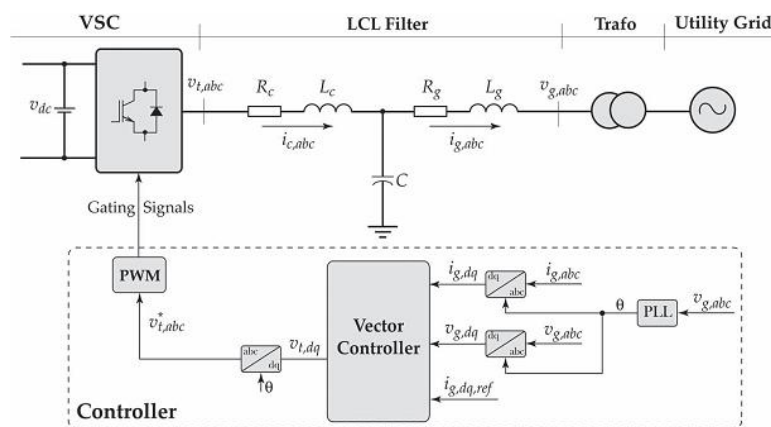 VSC LCL Filter Trafo Utility Grid
v_t,abc R_c L_c R_g L_g v_g,abc
v_dc
i_c,abc i_g,abc
C
Gating Signals
PWM
i_g,dq dq abc i_g,abc
θ PLL v_g,abc
v*_t,abc
Vector Controller
v_g,dq dq abc v_g,abc
v_t,dq abc dq
θ
i_g,dq,ref
Controller